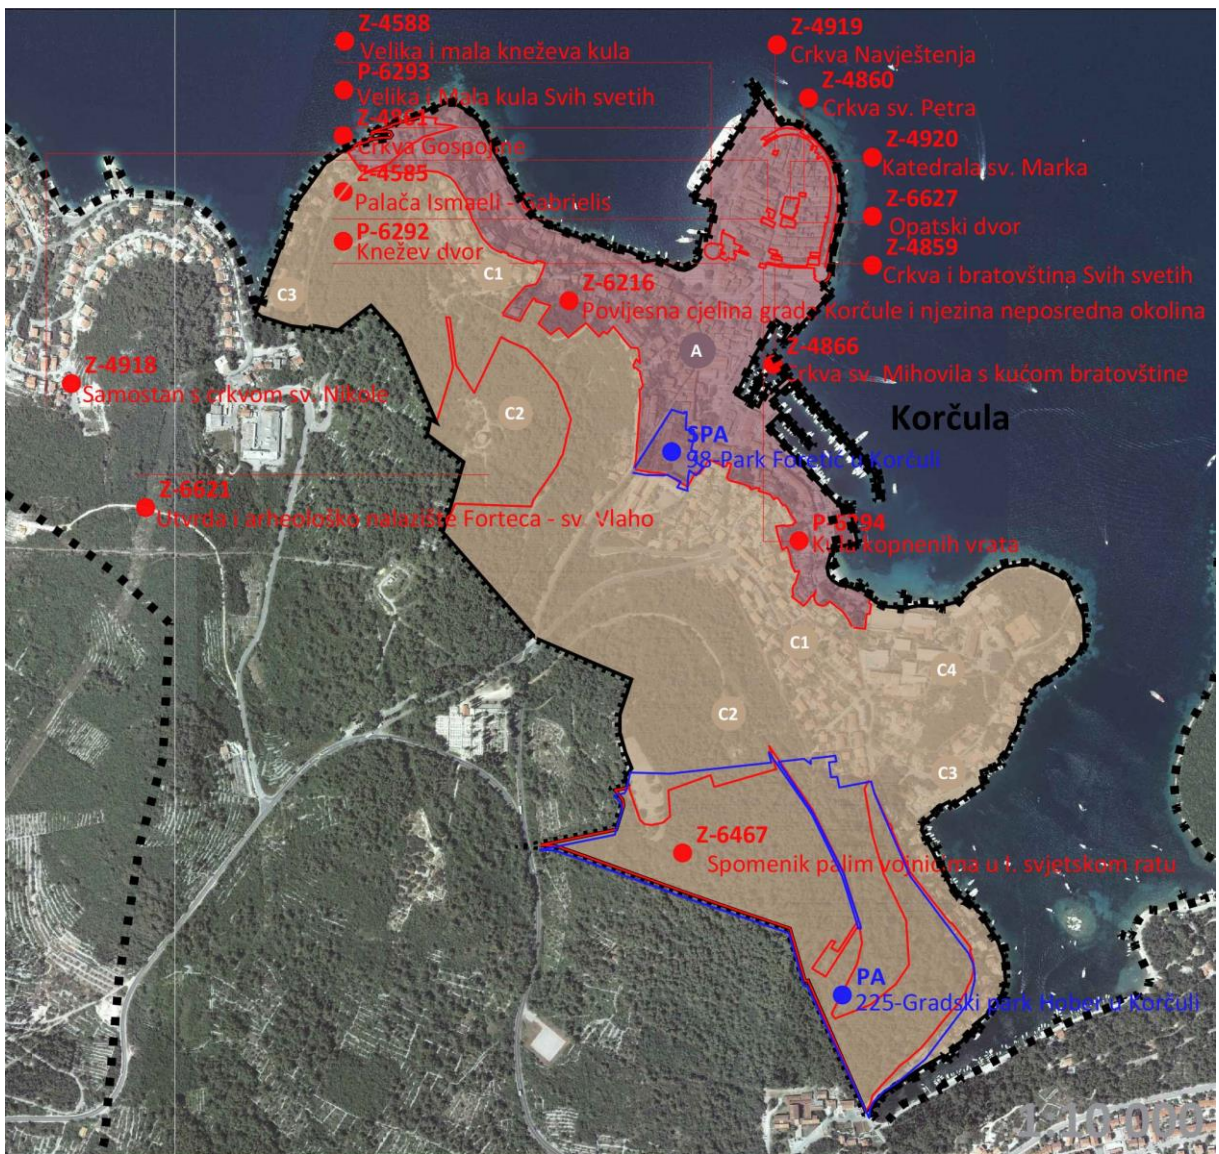 Z-4588
Velika i mala kneževa kula
P-6293
Velika i Mala kula Svih svetih
Z-4861
Crkva Gospojine
Z-4585
Palača Ismaeli - Gabrielis
P-6292
Knežev dvor
Z-4919
Crkva Navještenja
Z-4860
Crkva sv. Petra
Z-4920
Katedrala sv. Marka
Z-6627
Opatski dvor
Z-4859
Crkva i bratovština Svih svetih
C1
C3
Z-6216
Povijesna cjelina grada Korčule i njezina neposredna okolina
A
Z-4866
Crkva sv. Mihovila s kućom bratovštine
Z-4918
Samostan s crkvom sv. Nikole
C2
Korčula
SPA
98-Park Foretić u Korčuli
Z-6621
Utvrda i arheološko nalazište Forteca - sv. Vlaho
P-6294
Kula kopnenih vrata
C1
C4
C2
C3
Z-6467
Spomenik palim vojnicima u I. svjetskom ratu
PA
225-Gradski park Hober u Korčuli
1:10 000